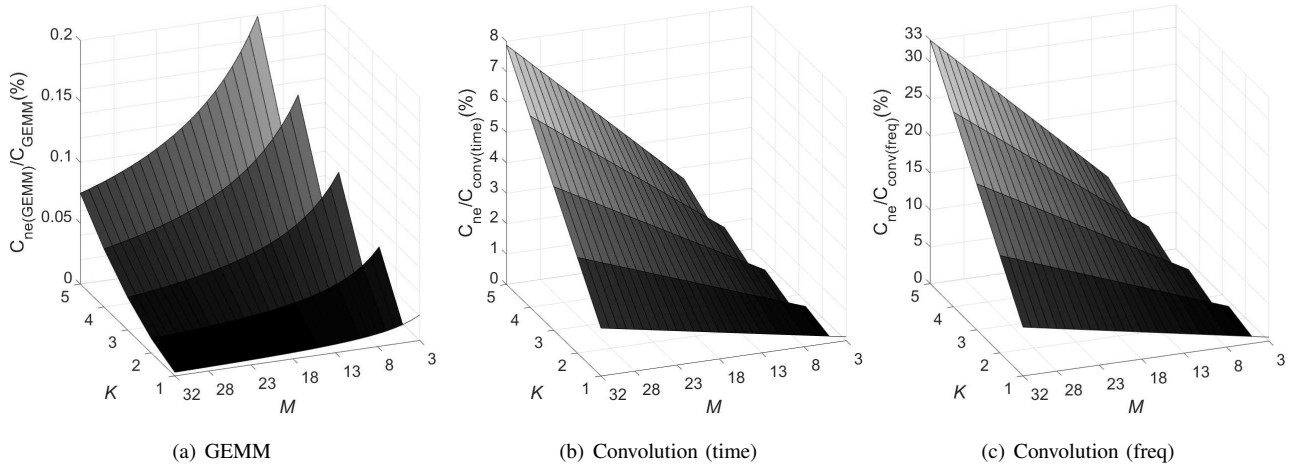 C_ne(GEMM)/C_GEMM(%)
0.2
0.15
0.1
0.05
0
5
4
3
2
1
K
32 28 23 18 13 8 3
M
(a) GEMM
C_ne/C_conv(time)(%)
8
7
6
5
4
3
2
1
0
5
4
3
2
1
K
32 28 23 18 13 8 3
M
(b) Convolution (time)
C_ne/C_conv(freq)(%)
33
30
25
20
15
10
5
0
5
4
3
2
1
K
32 28 23 18 13 8 3
M
(c) Convolution (freq)